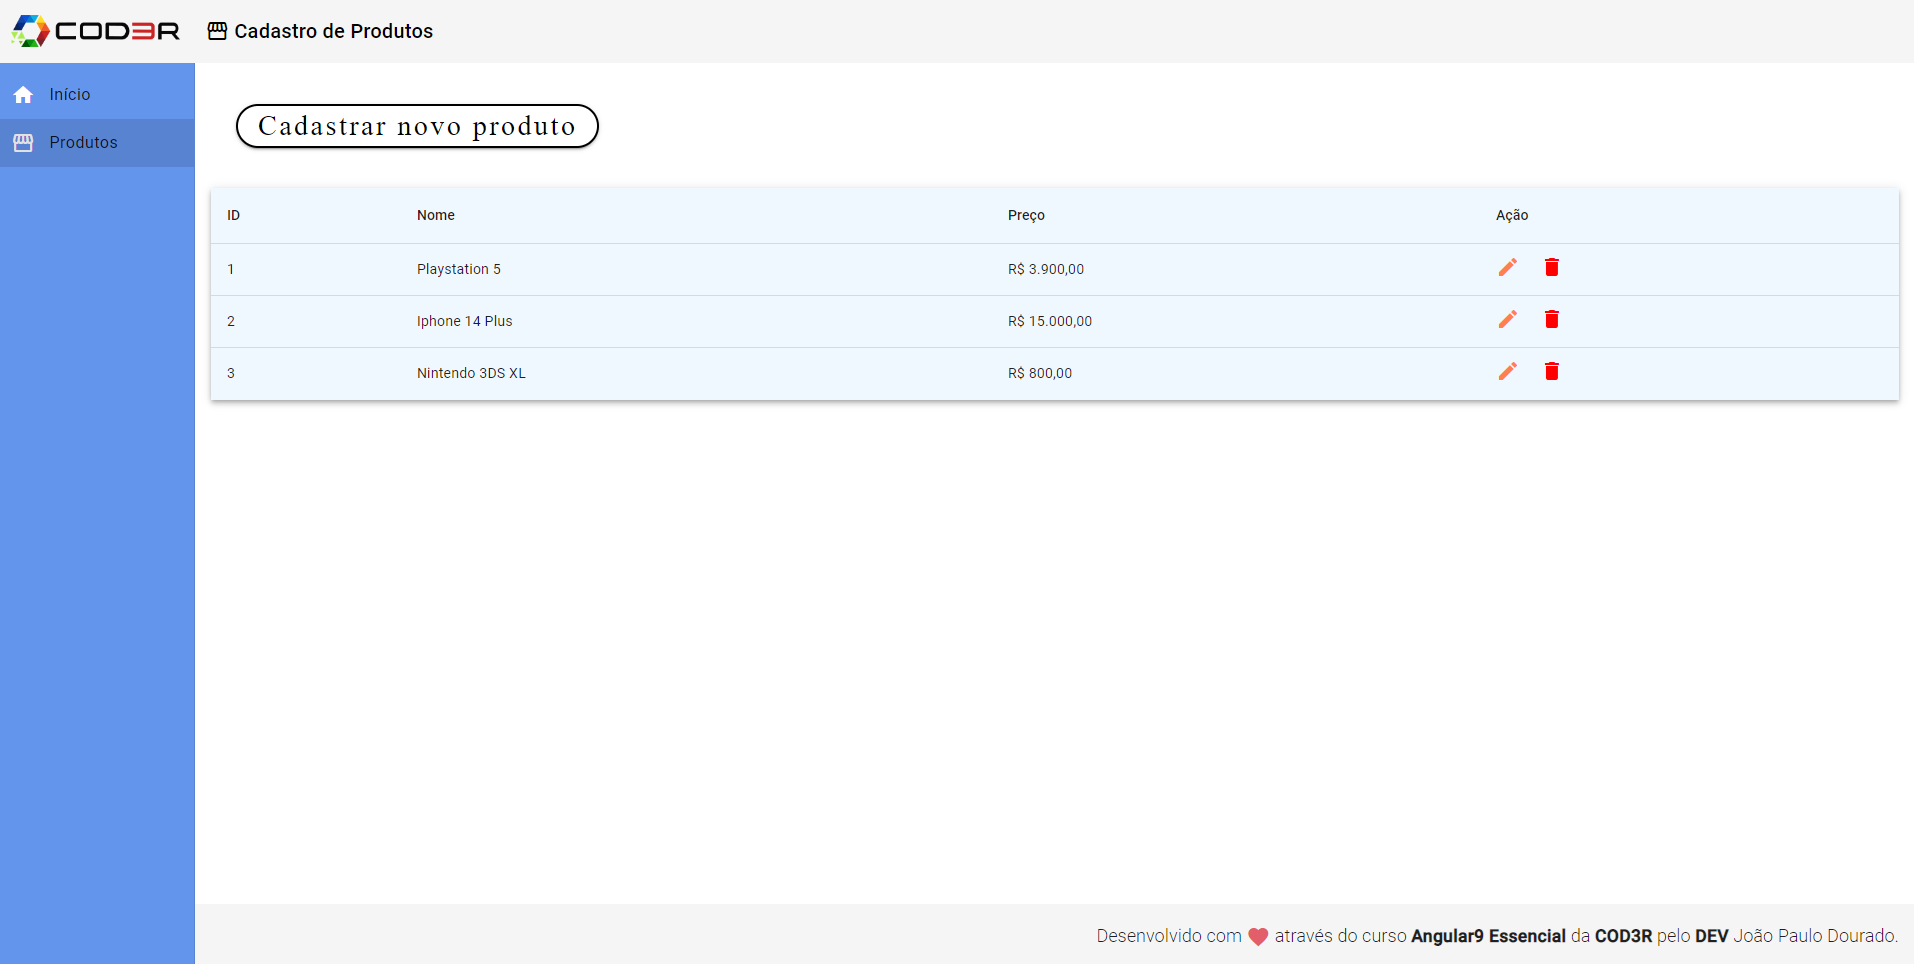 COD3R Cadastro de Produtos
Início
Produtos
Cadastrar novo produto
ID Nome Preço Ação
1 Playstation 5 R$ 3.900,00
2 Iphone 14 Plus R$ 15.000,00
3 Nintendo 3DS XL R$ 800,00
Desenvolvido com através do curso Angular9 Essencial da COD3R pelo DEV João Paulo Dourado.